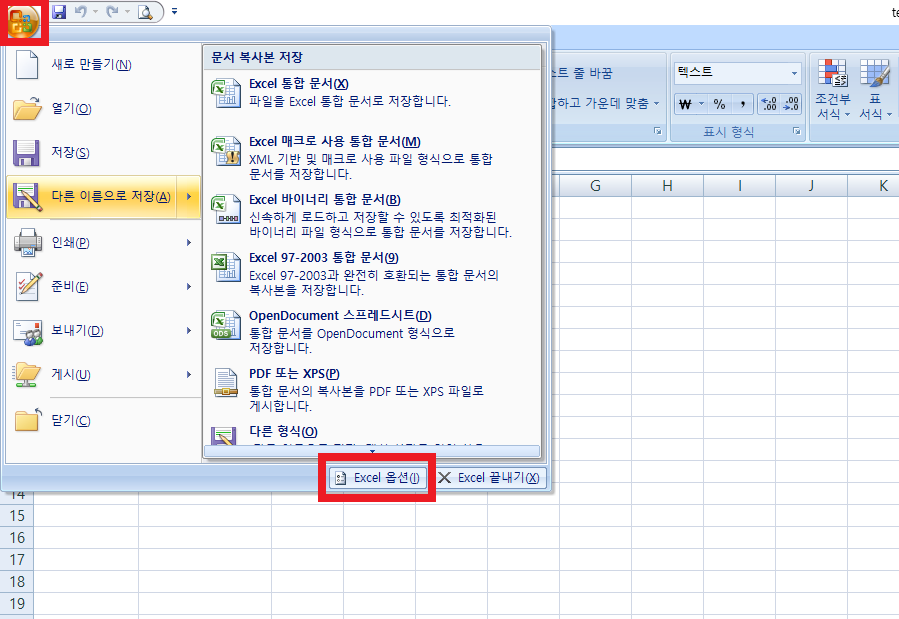 te
새로 만들기(N)
열기(O)
저장(S)
다른 이름으로 저장(A)
인쇄(P)
준비(E)
보내기(D)
게시(U)
닫기(C)
문서 복사본 저장
Excel 통합 문서(X)
파일을 Excel 통합 문서로 저장합니다.
Excel 매크로 사용 통합 문서(M)
XML 기반 및 매크로 사용 파일 형식으로 통합
문서를 저장합니다.
Excel 바이너리 통합 문서(B)
신속하게 로드하고 저장할 수 있도록 최적화된
바이너리 파일 형식으로 통합 문서를 저장합니다.
Excel 97-2003 통합 문서(9)
Excel 97-2003과 완전히 호환되는 통합 문서의
복사본을 저장합니다.
OpenDocument 스프레드시트(D)
통합 문서를 OpenDocument 형식으로
저장합니다.
PDF 또는 XPS(P)
통합 문서의 복사본을 PDF 또는 XPS 파일로
게시합니다.
다른 형식(O)
Excel 옵션(I)
Excel 끝내기(X)
스트 줄 바꿈
합하고 가운데 맞춤
텍스트
₩ % ,
표시 형식
조건부
서식
표
서식
G H I J K
14
15
16
17
18
19